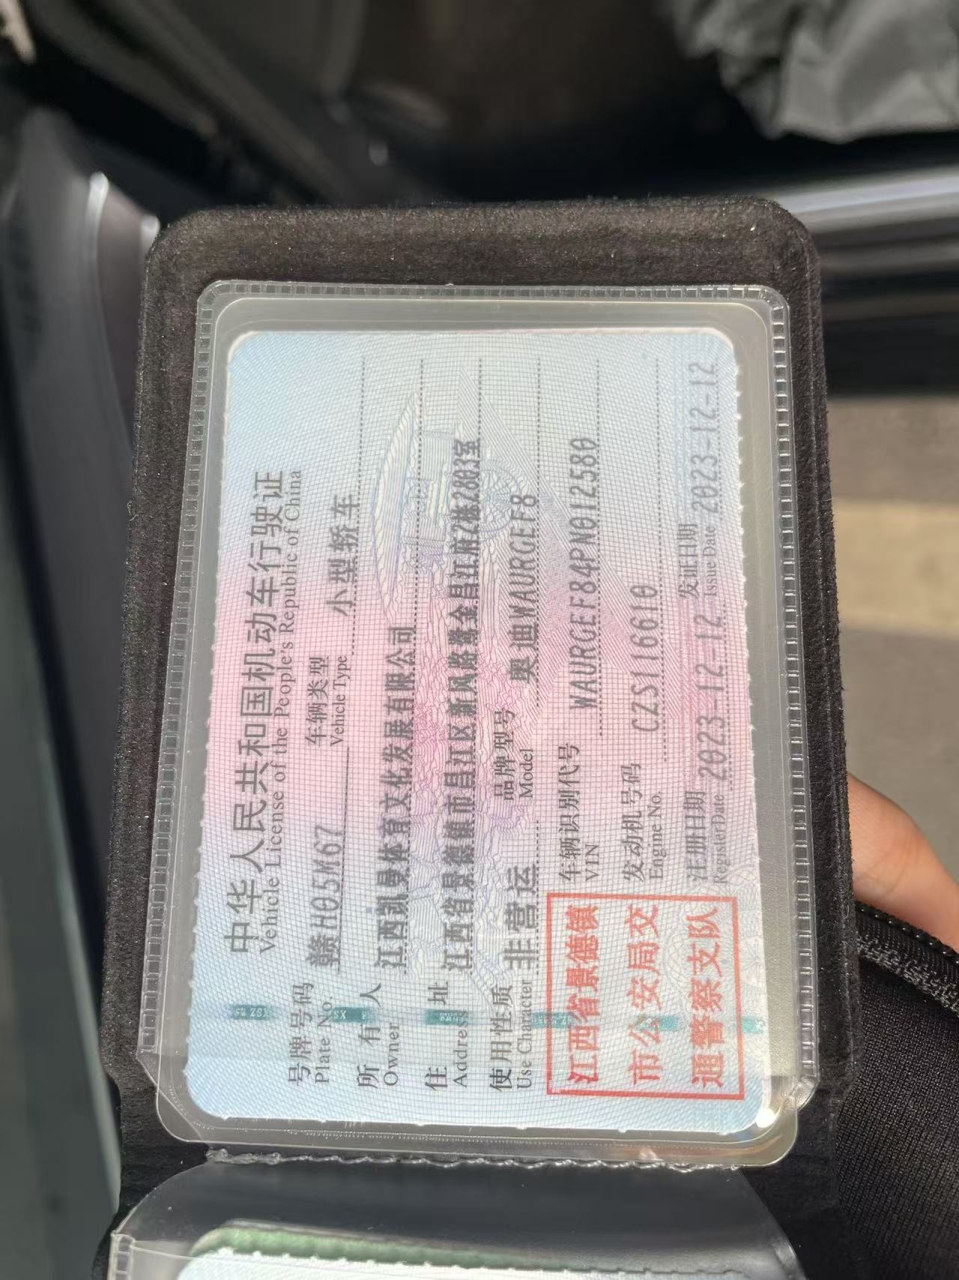 中华人民共和国机动车行驶证
Vehicle License of the People's Republic of China
号牌号码 赣H05M67 车辆类型 小型轿车
Plate No. Vehicle Type
所有人 江西凯曼体育文化发展有限公司
Owner
住址 江西省景德镇市昌江区新风路鹭金昌江府2栋2803室
Address
使用性质 非营运 品牌型号 奥迪WAURGEF8
Use Character Model
江西省景德镇
市公安局交
通警察支队
车辆识别代号 WAURGEF84PN012580
VIN
发动机号码 CZS116610
Engine No.
注册日期 2023-12-12 发证日期 2023-12-12
Register Date Issue Date